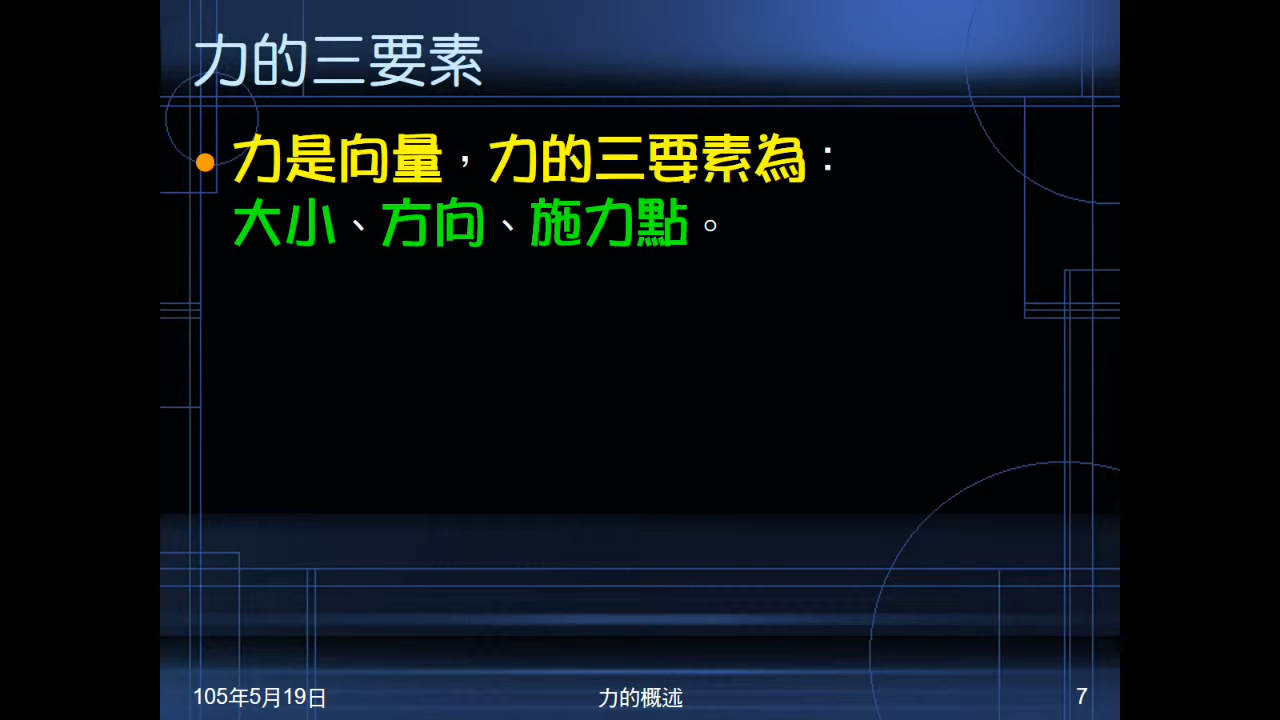 力的三要素
力是向量，力的三要素為：
大小、方向、施力點。
105年5月19日
力的概述
7